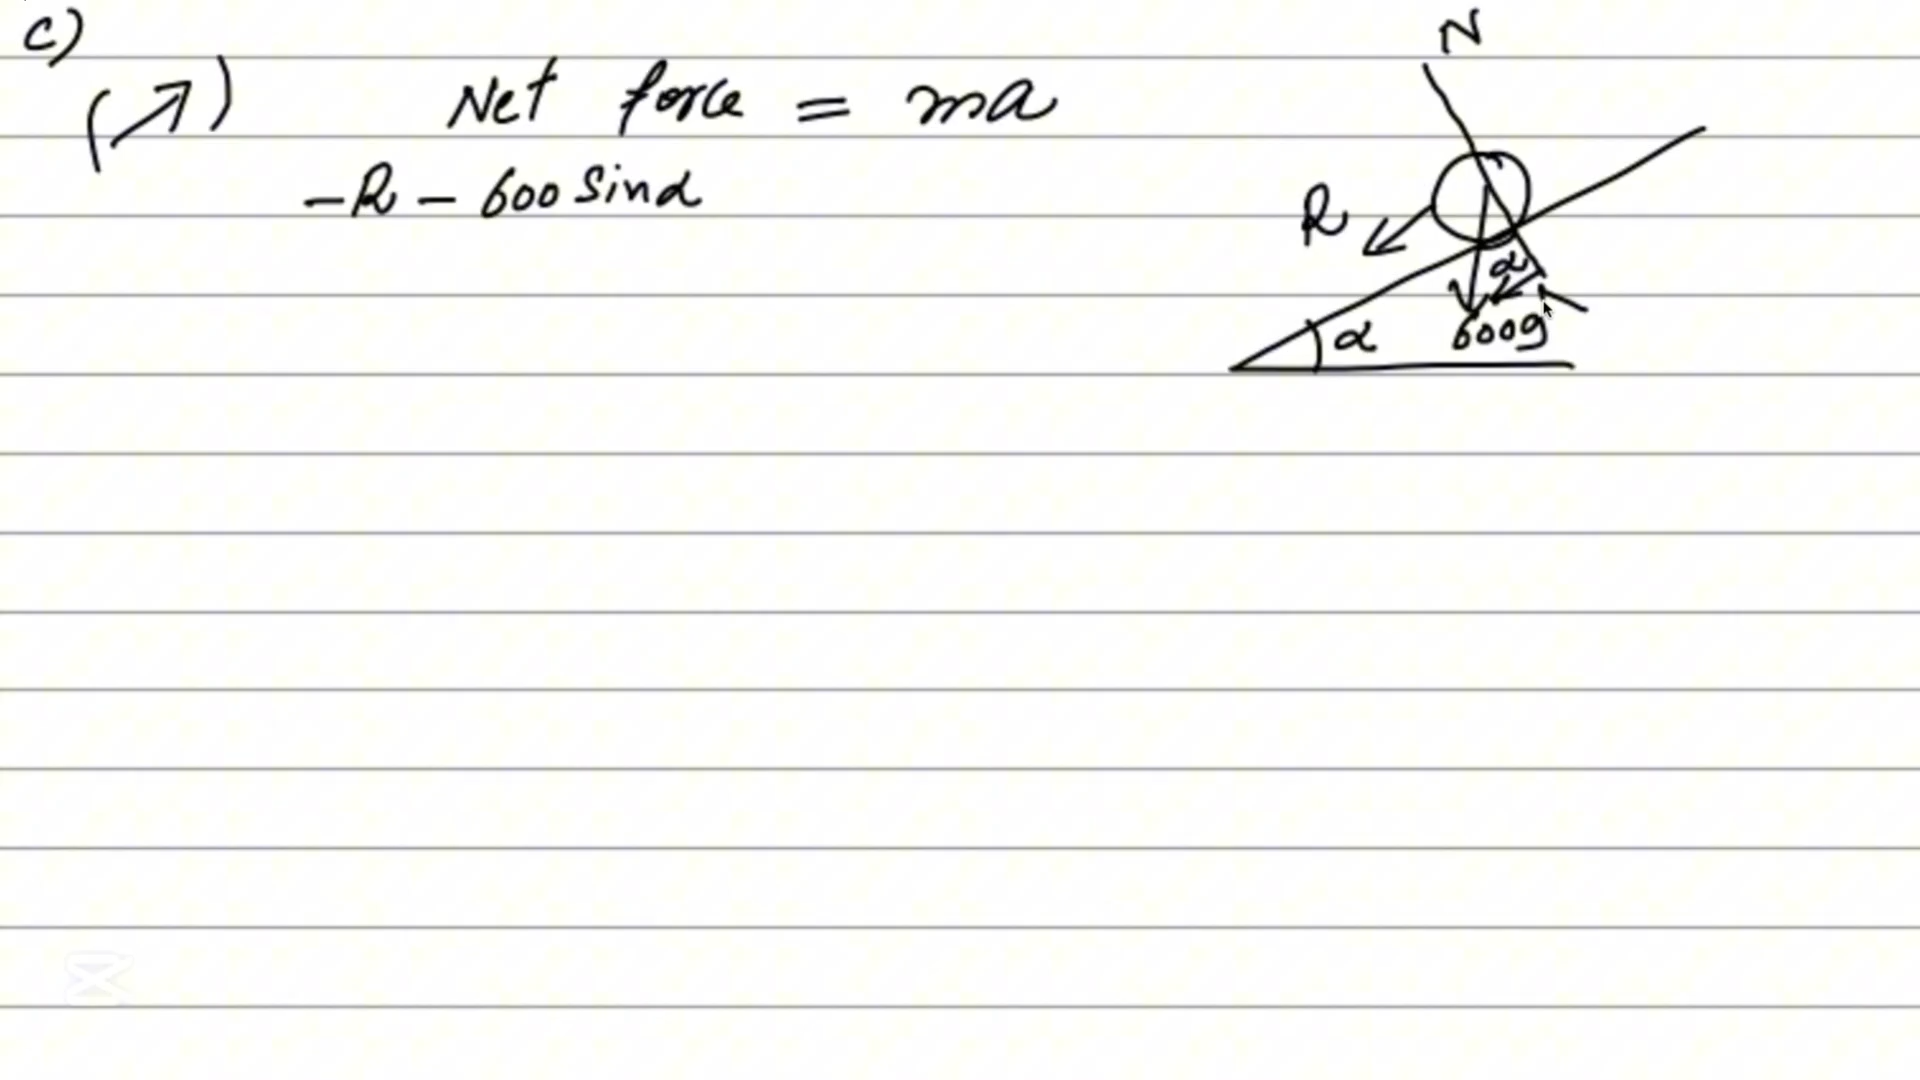 c)
(↗) Net force = ma
-R - 600 sinα
N
R
α
α 600g